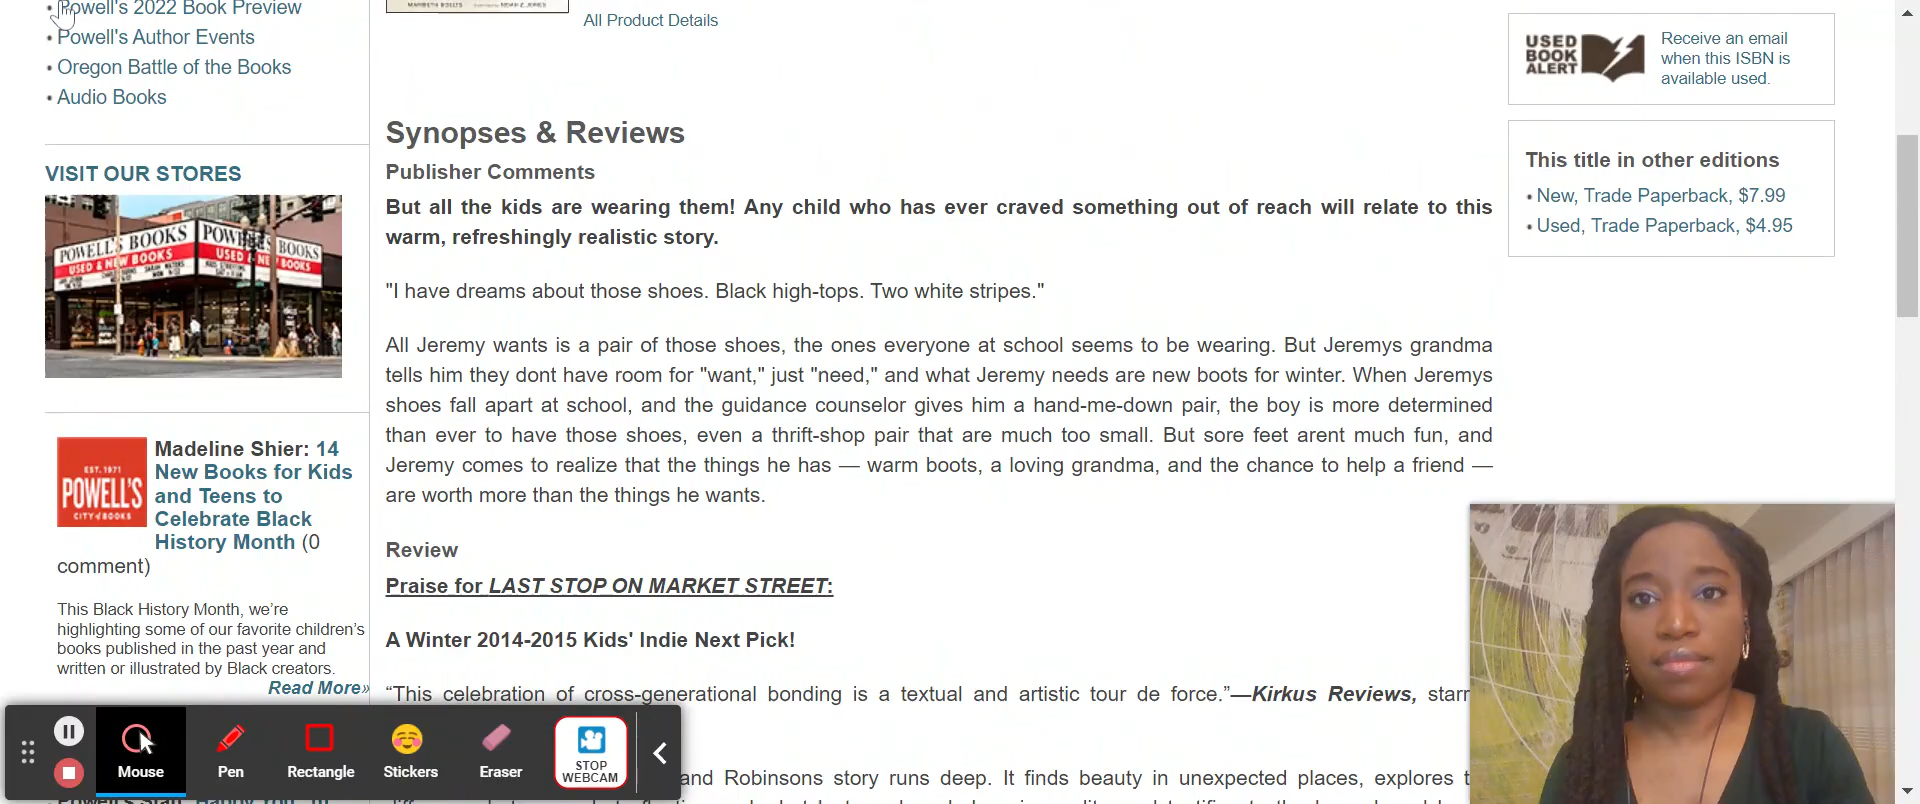 Powell's 2022 Book Preview
• Powell's Author Events
• Oregon Battle of the Books
• Audio Books
VISIT OUR STORES
POWELL'S BOOKS
USED & NEW BOOKS
BOOKS
USED & NEW BOOKS
EST. 1971
POWELL'S
CITY of BOOKS
Madeline Shier: 14
New Books for Kids
and Teens to
Celebrate Black
History Month (0
comment)
This Black History Month, we're
highlighting some of our favorite children's
books published in the past year and
written or illustrated by Black creators.
Read More»
All Product Details
Synopses & Reviews
Publisher Comments
But all the kids are wearing them! Any child who has ever craved something out of reach will relate to this
warm, refreshingly realistic story.
"I have dreams about those shoes. Black high-tops. Two white stripes."
All Jeremy wants is a pair of those shoes, the ones everyone at school seems to be wearing. But Jeremys grandma
tells him they dont have room for "want," just "need," and what Jeremy needs are new boots for winter. When Jeremys
shoes fall apart at school, and the guidance counselor gives him a hand-me-down pair, the boy is more determined
than ever to have those shoes, even a thrift-shop pair that are much too small. But sore feet arent much fun, and
Jeremy comes to realize that the things he has — warm boots, a loving grandma, and the chance to help a friend —
are worth more than the things he wants.
Review
Praise for LAST STOP ON MARKET STREET:
A Winter 2014-2015 Kids' Indie Next Pick!
“This celebration of cross-generational bonding is a textual and artistic tour de force.”—Kirkus Reviews, starr
and Robinsons story runs deep. It finds beauty in unexpected places, explores t
USED
BOOK
ALERT
Receive an email
when this ISBN is
available used.
This title in other editions
• New, Trade Paperback, $7.99
• Used, Trade Paperback, $4.95
Mouse
Pen
Rectangle
Stickers
Eraser
STOP
WEBCAM